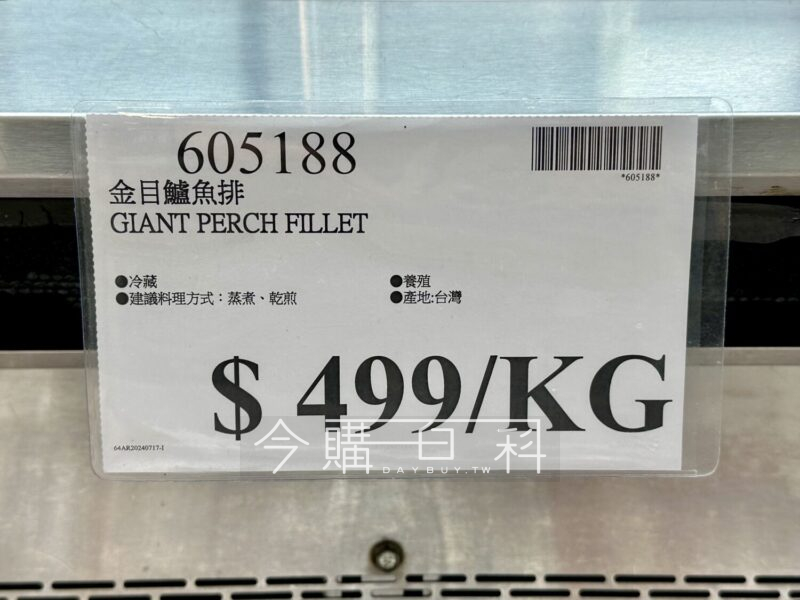 605188
*605188*
金目鱸魚排
GIANT PERCH FILLET
●冷藏
●養殖
●建議料理方式：蒸煮、乾煎
●產地:台灣
$ 499/KG
今購百科
DAYBUY.TW
64AR20240717-I